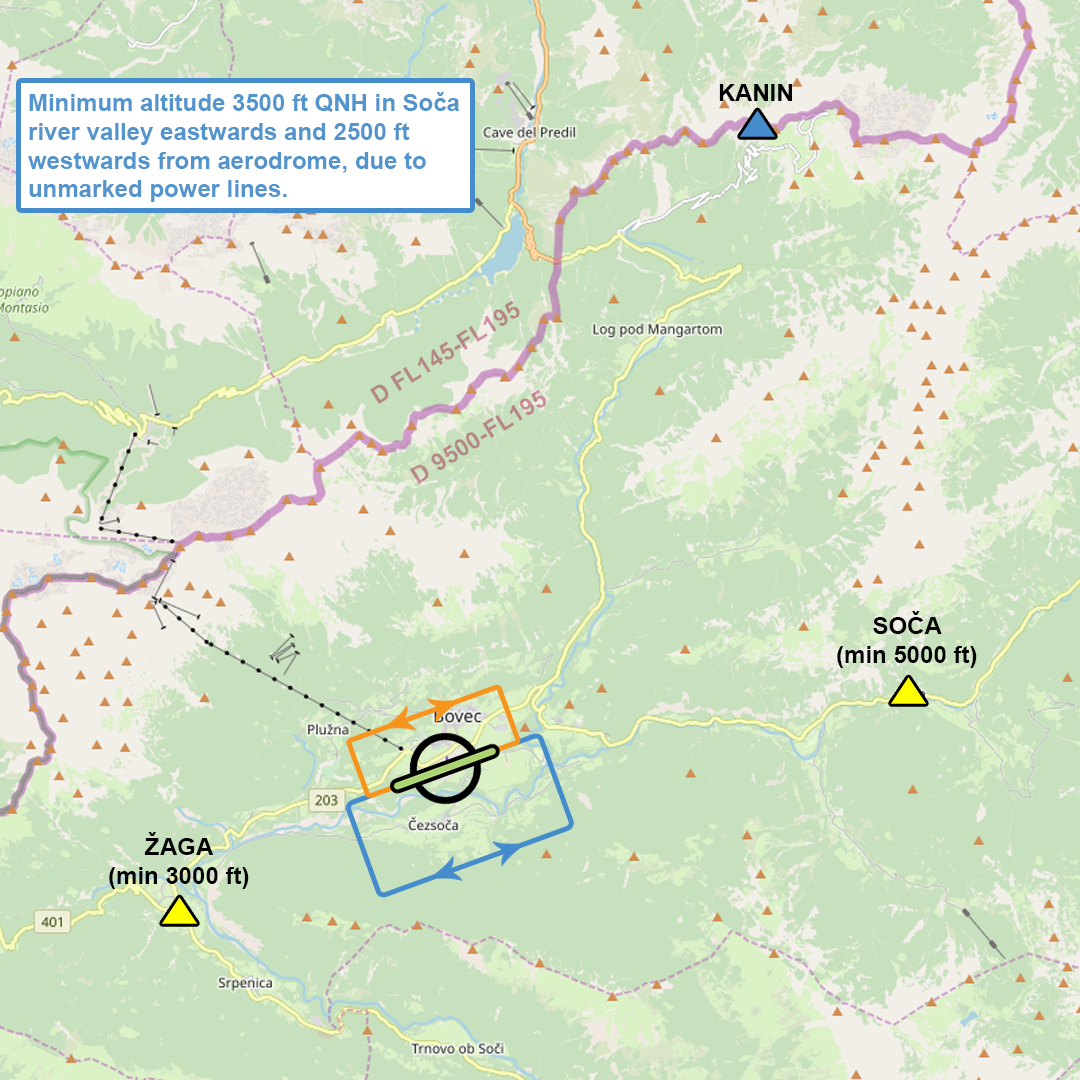 KANIN
Minimum altitude 3500 ft QNH in Soča
river valley eastwards and 2500 ft
westwards from aerodrome, due to
unmarked power lines.
Cave del Predil
opiano
Montasio
D FL145-FL195
Log pod Mangartom
D 9500-FL195
SOČA
(min 5000 ft)
Bovec
Plužna
203
Čezsoča
ŽAGA
(min 3000 ft)
401
Srpenica
Trnovo ob Soči